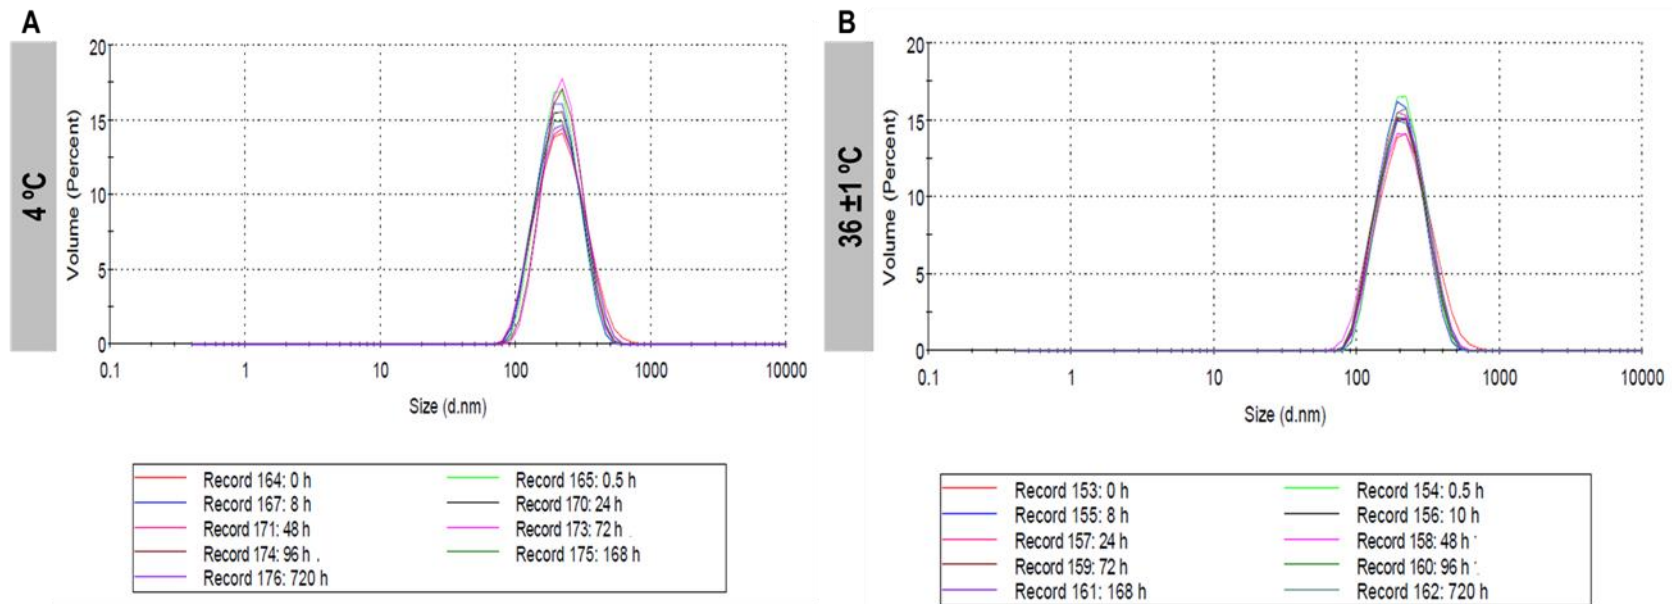 A
4 ºC
Volume (Percent)
20
15
10
5
0
0.1 1 10 100 1000 10000
Size (d.nm)
Record 164: 0 h Record 165: 0.5 h
Record 167: 8 h Record 170: 24 h
Record 171: 48 h Record 173: 72 h .
Record 174: 96 h . Record 175: 168 h
Record 176: 720 h
B
36 ±1 ºC
Volume (Percent)
20
15
10
5
0
0.1 1 10 100 1000 10000
Size (d.nm)
Record 153: 0 h Record 154: 0.5 h
Record 155: 8 h Record 156: 10 h
Record 157: 24 h Record 158: 48 h
Record 159: 72 h Record 160: 96 h
Record 161: 168 h Record 162: 720 h